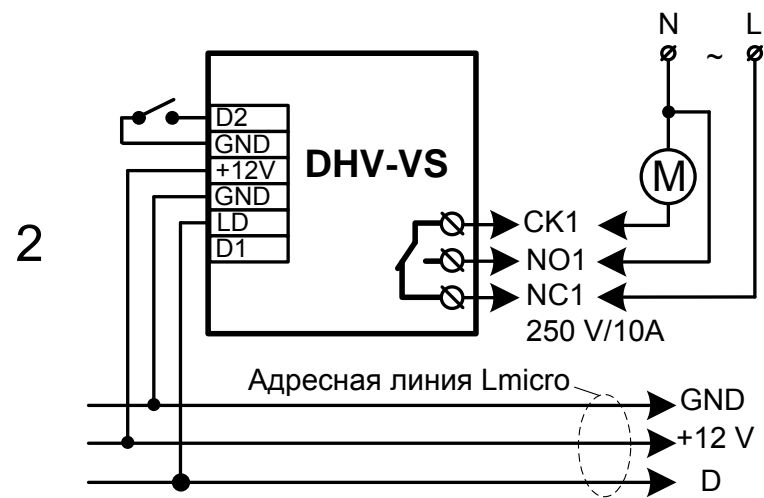 N ~ L
D2
GND
+12V
GND
LD
D1
DHV-VS
M
2
CK1
NO1
NC1
250 V/10A
Адресная линия Lmicro
GND
+12 V
D